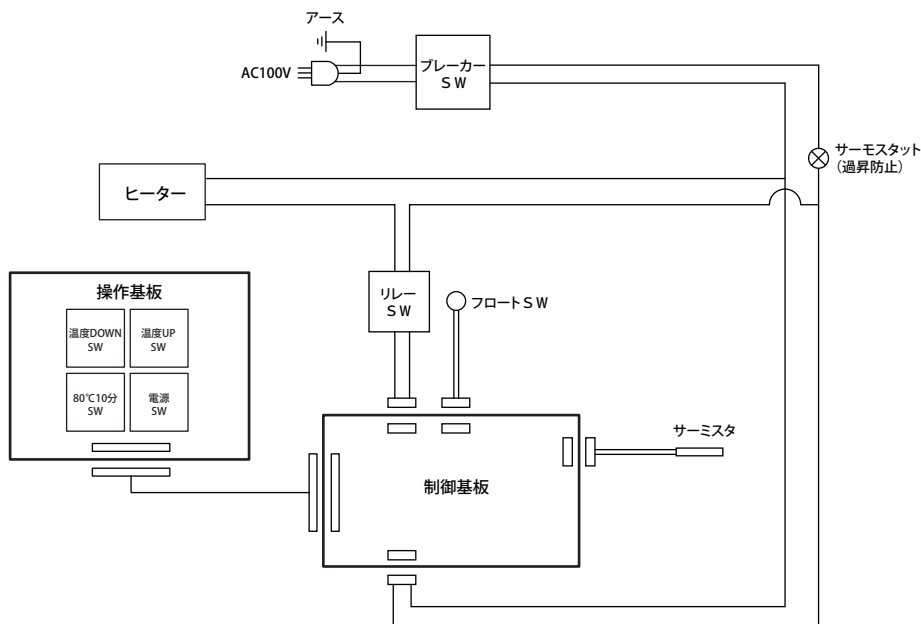 アース
AC100V
ブレーカー
ＳＷ
サーモスタット
（過昇防止）
ヒーター
操作基板
温度DOWN
SW
温度UP
SW
80℃10分
SW
電源
SW
リレー
ＳＷ
フロートＳＷ
サーミスタ
制御基板